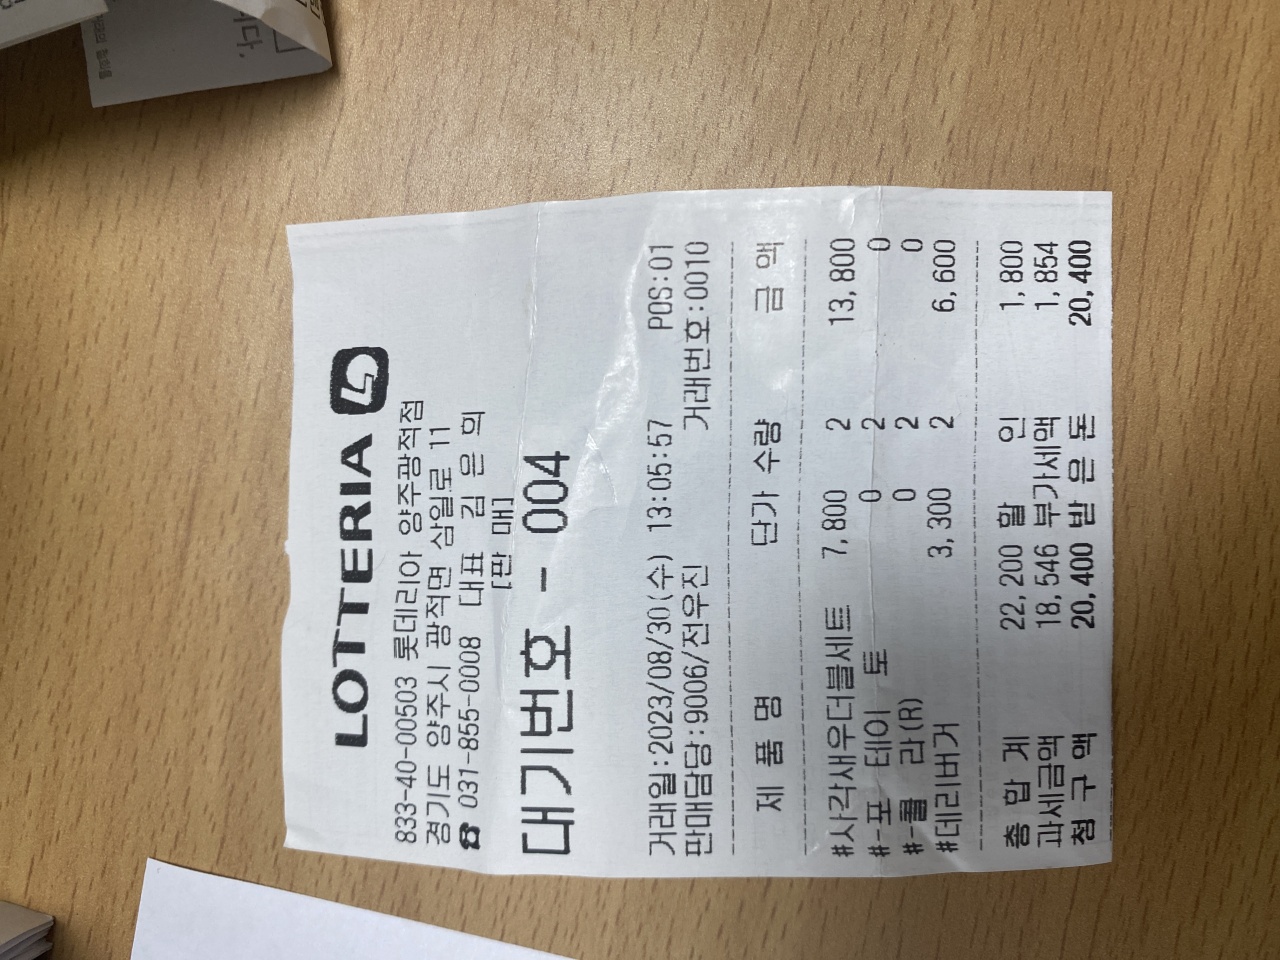 LOTTERIA
833-40-00503 롯데리아 양주광적점
경기도 양주시 광적면 삼일로 11
☎ 031-855-0008 대표 김 은 희
[판 매]
대기번호 - 004
거래일:2023/08/30(수) 13:05:57 POS:01
판매담당:9006/전우진 거래번호:0010
제 품 명 단가 수량 금 액
#사각새우더블세트 7,800 2 13,800
#-포 테이 토 0 2 0
#-콜 라(R) 0 2 0
#데리버거 3,300 2 6,600
총 합 계 22,200 할 인 1,800
과세금액 18,546 부가세액 1,854
청 구 액 20,400 받 은 돈 20,400
니다.